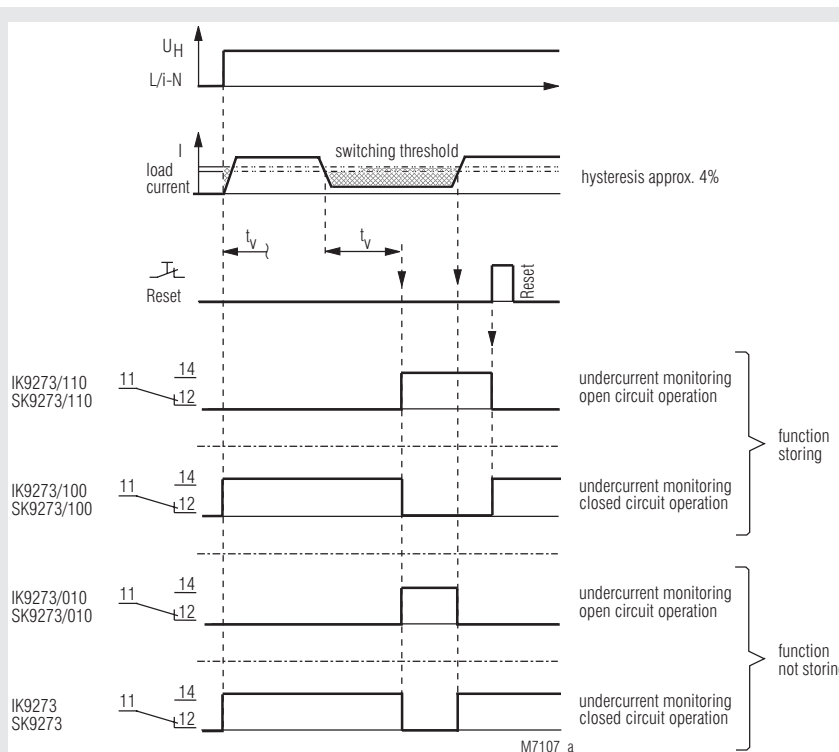 UH
L/i-N
I
load
current
switching threshold
hysteresis approx. 4%
tv
tv
Reset
Reset
IK9273/110
SK9273/110
11
14
12
undercurrent monitoring
open circuit operation
IK9273/100
SK9273/100
11
14
12
undercurrent monitoring
closed circuit operation
function
storing
IK9273/010
SK9273/010
11
14
12
undercurrent monitoring
open circuit operation
IK9273
SK9273
11
14
12
undercurrent monitoring
closed circuit operation
function
not storing
M7107_a